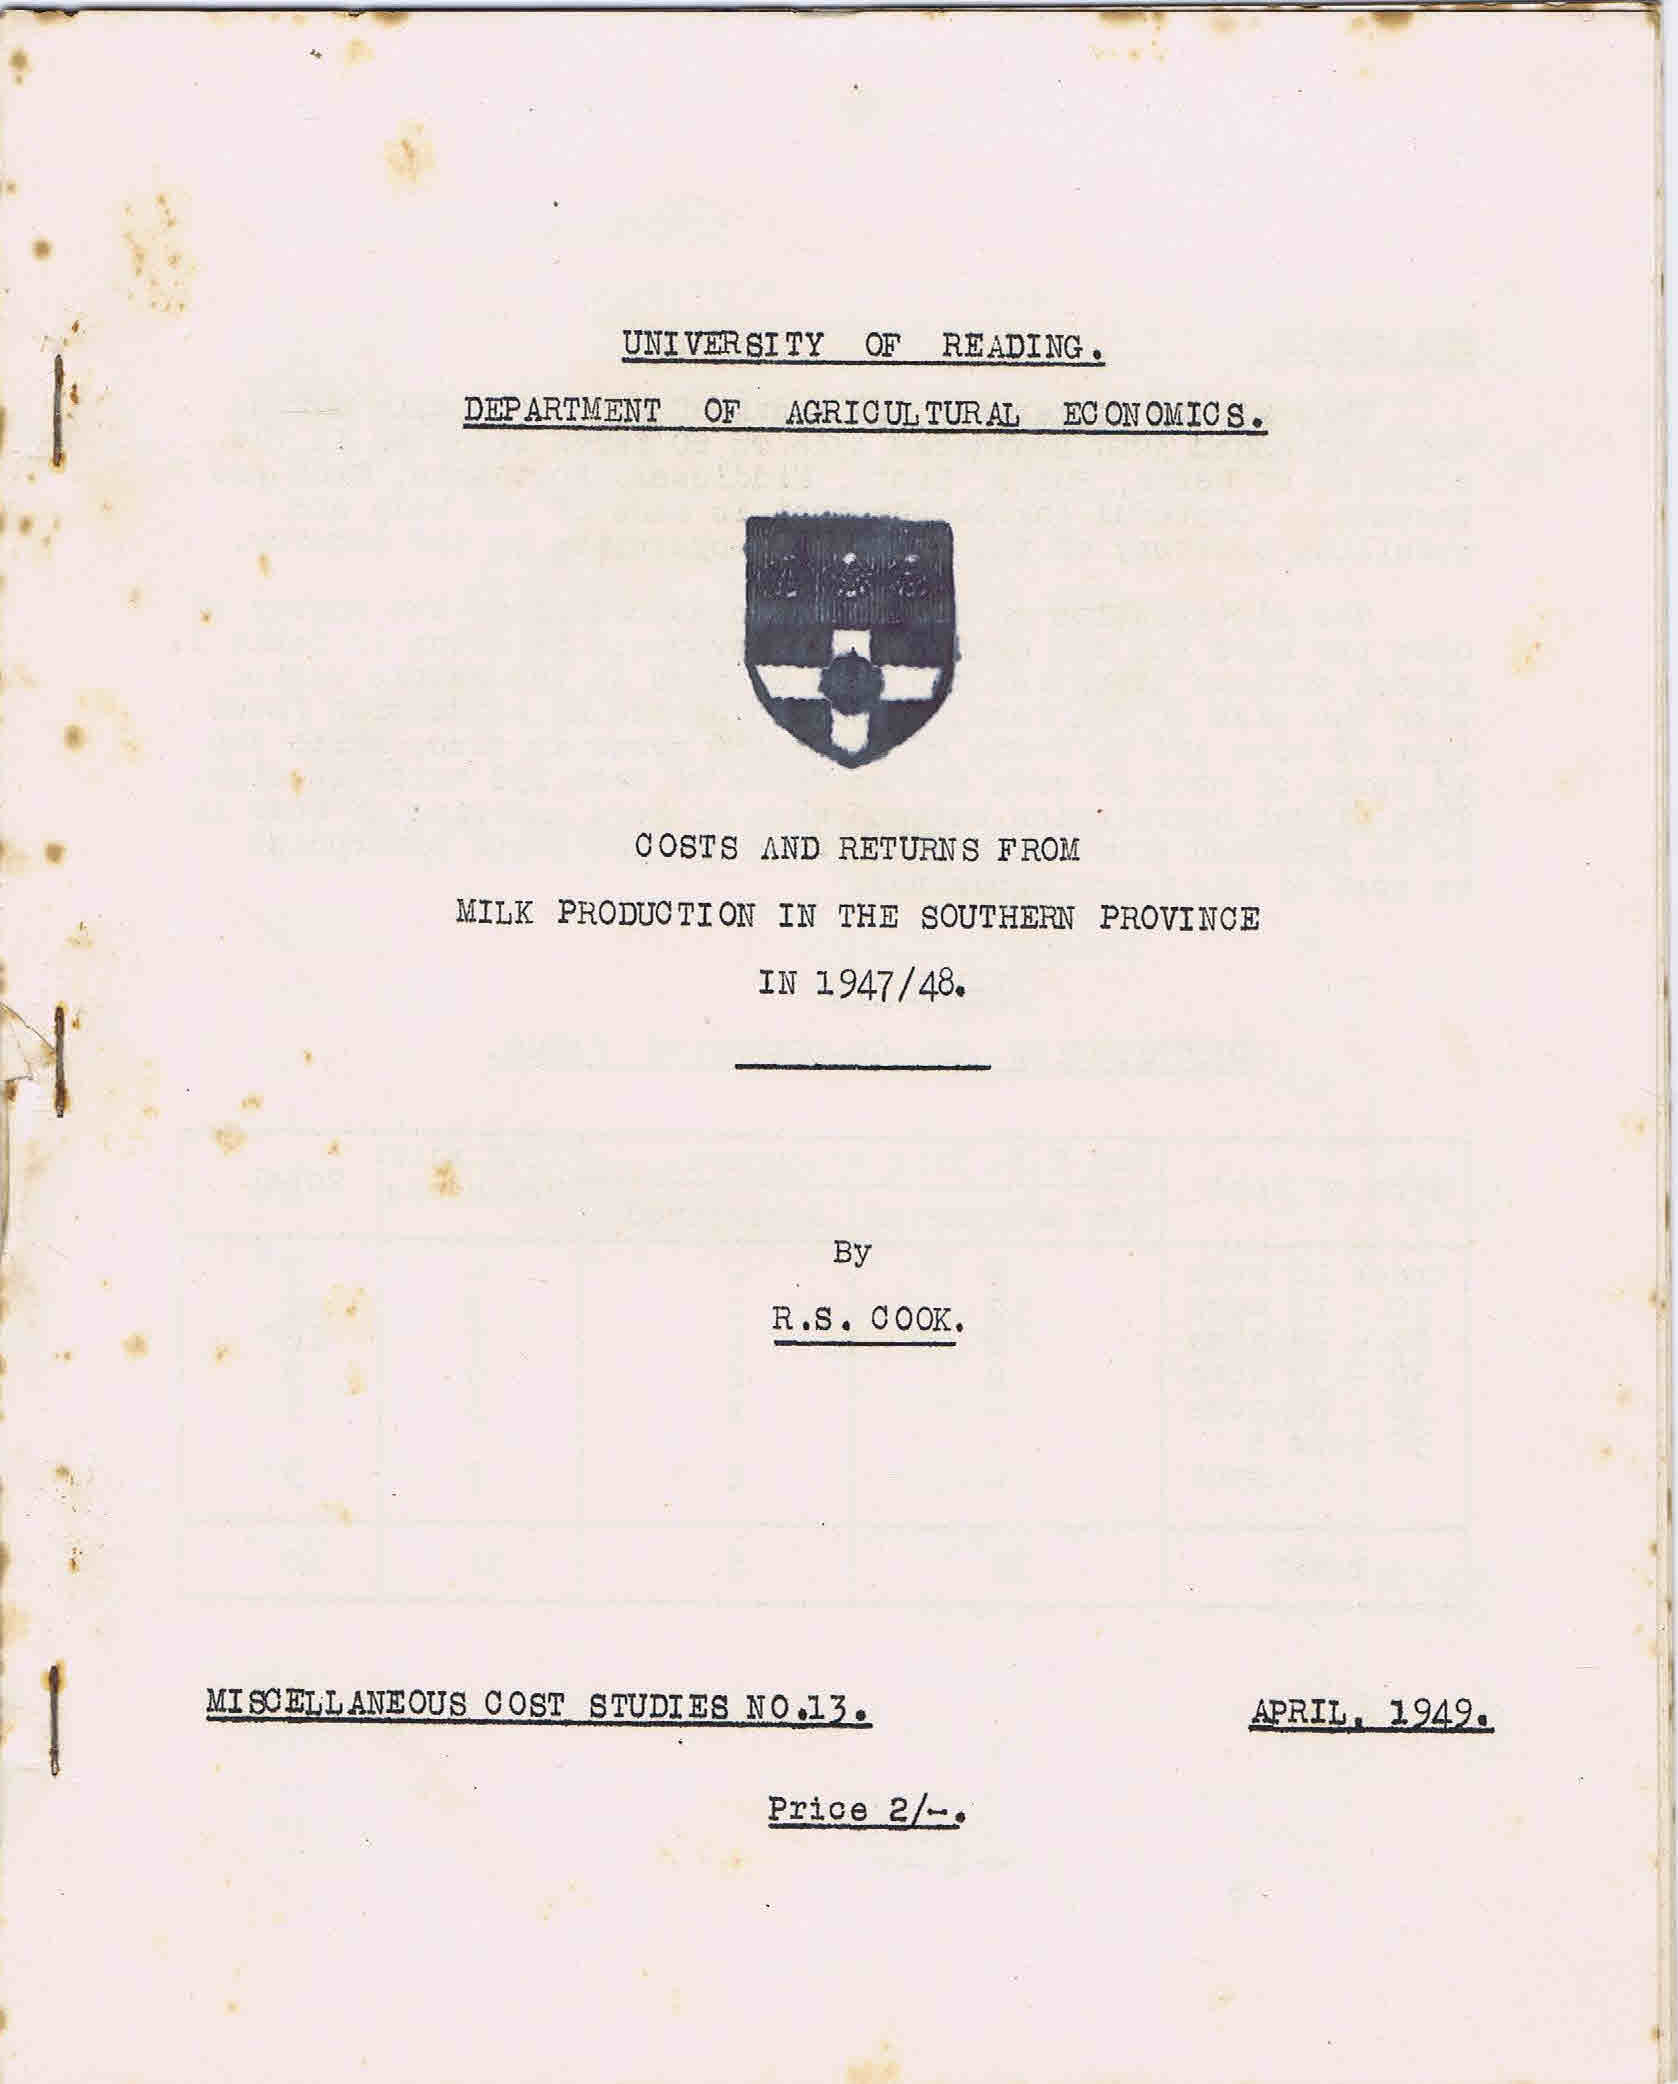 UNIVERSITY OF READING.
DEPARTMENT OF AGRICULTURAL ECONOMICS.
COSTS AND RETURNS FROM
MILK PRODUCTION IN THE SOUTHERN PROVINCE
IN 1947/48.
By
R.S. COOK.
MISCELLANEOUS COST STUDIES NO.13.
APRIL, 1949.
Price 2/-.